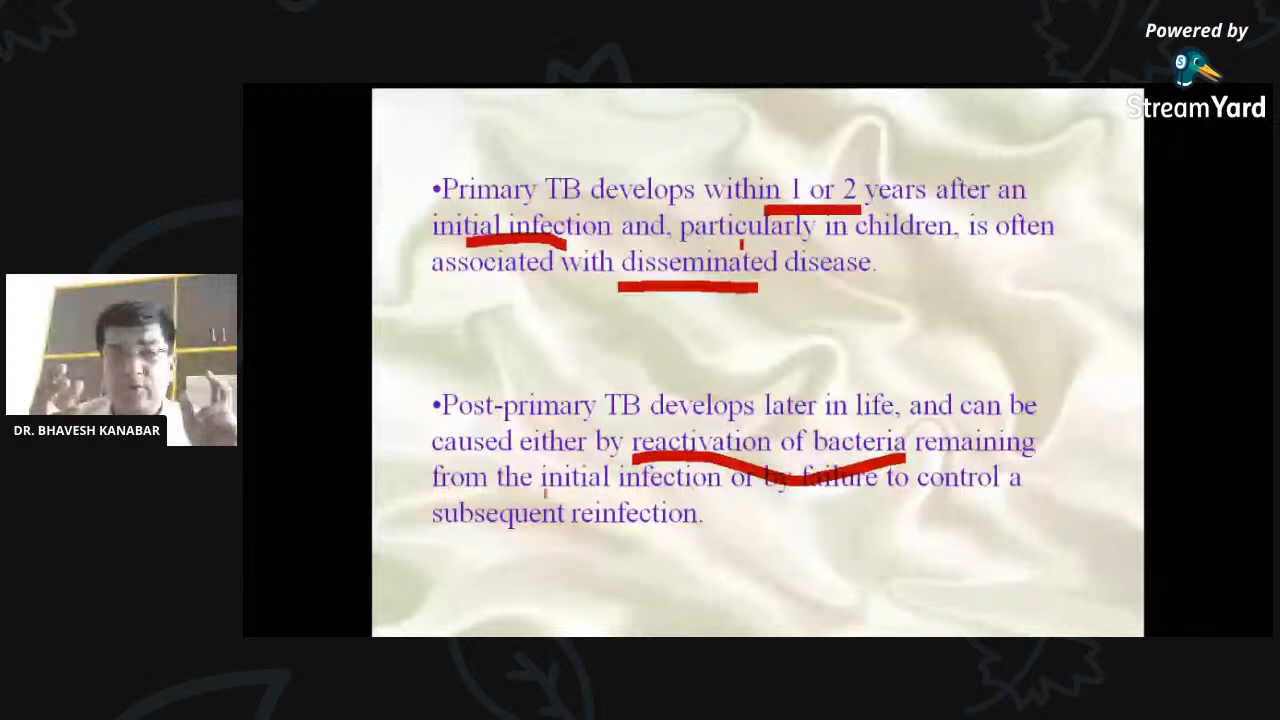 Powered by
StreamYard
•Primary TB develops within 1 or 2 years after an
initial infection and, particularly in children, is often
associated with disseminated disease.
•Post-primary TB develops later in life, and can be
caused either by reactivation of bacteria remaining
from the initial infection or by failure to control a
subsequent reinfection.
DR. BHAVESH KANABAR